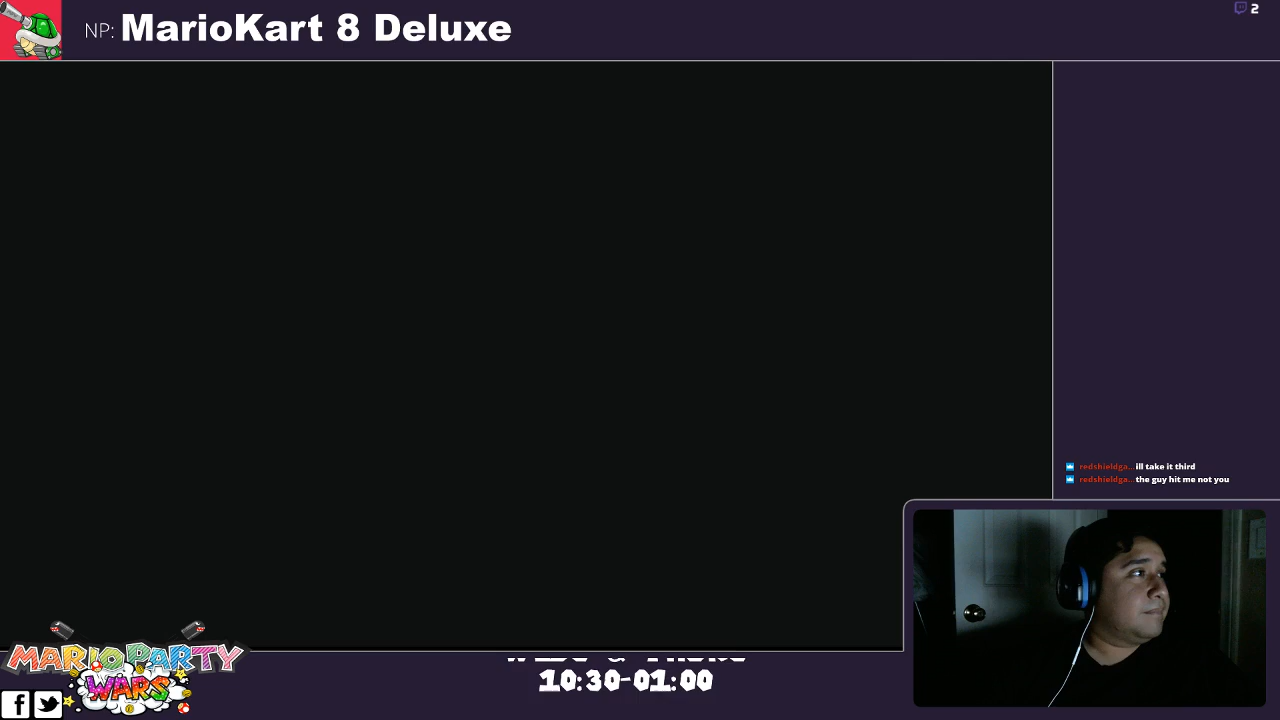 NP: MarioKart 8 Deluxe
2
redshieldga... ill take it third
redshieldga... the guy hit me not you
MARIO PARTY
WARS
10:30-01:00
f